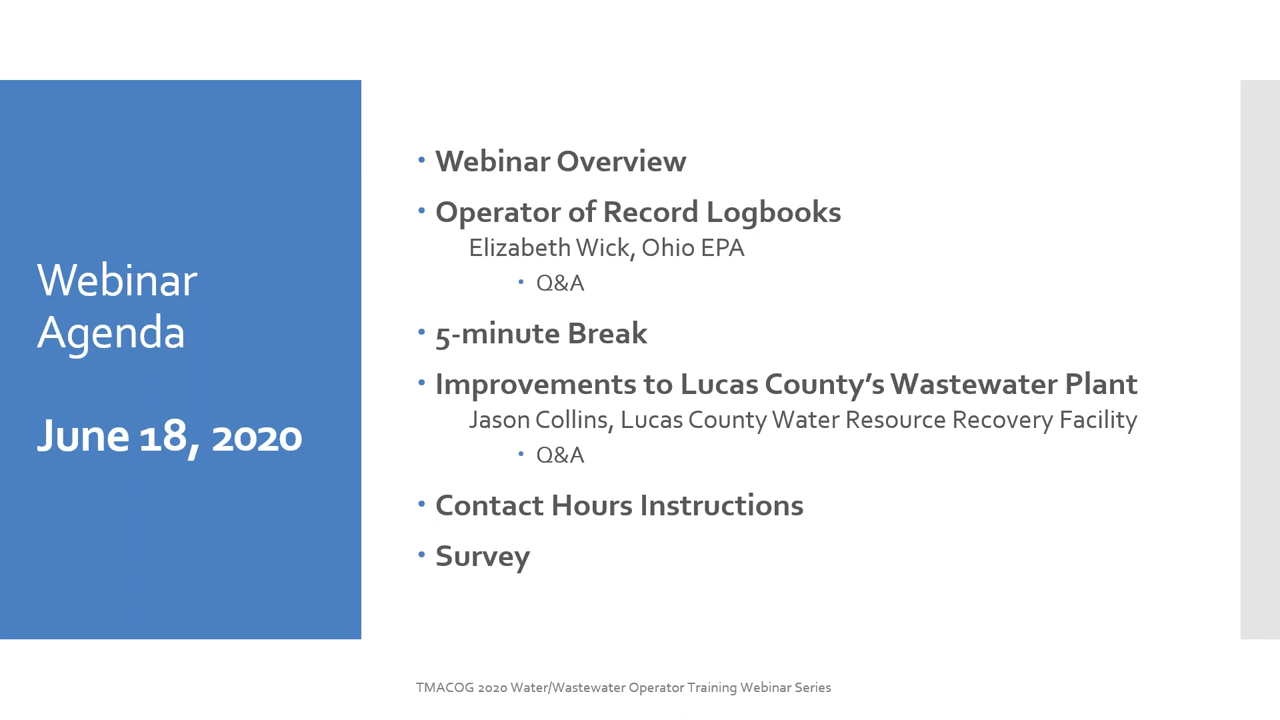 Webinar
Agenda
June 18, 2020
• Webinar Overview
• Operator of Record Logbooks
Elizabeth Wick, Ohio EPA
• Q&A
• 5-minute Break
• Improvements to Lucas County’s Wastewater Plant
Jason Collins, Lucas County Water Resource Recovery Facility
• Q&A
• Contact Hours Instructions
• Survey
TMACOG 2020 Water/Wastewater Operator Training Webinar Series